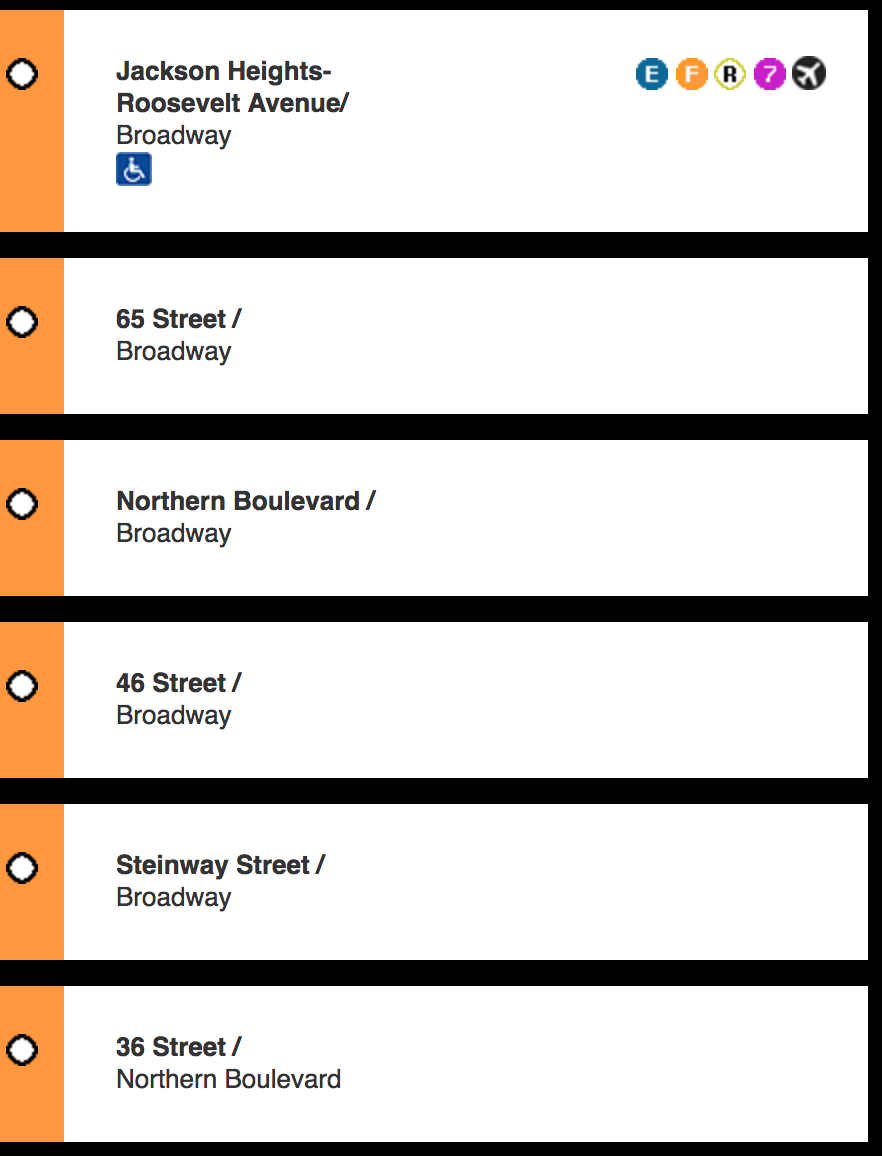 Jackson Heights- E F R 7
Roosevelt Avenue/
Broadway
65 Street /
Broadway
Northern Boulevard /
Broadway
46 Street /
Broadway
Steinway Street /
Broadway
36 Street /
Northern Boulevard